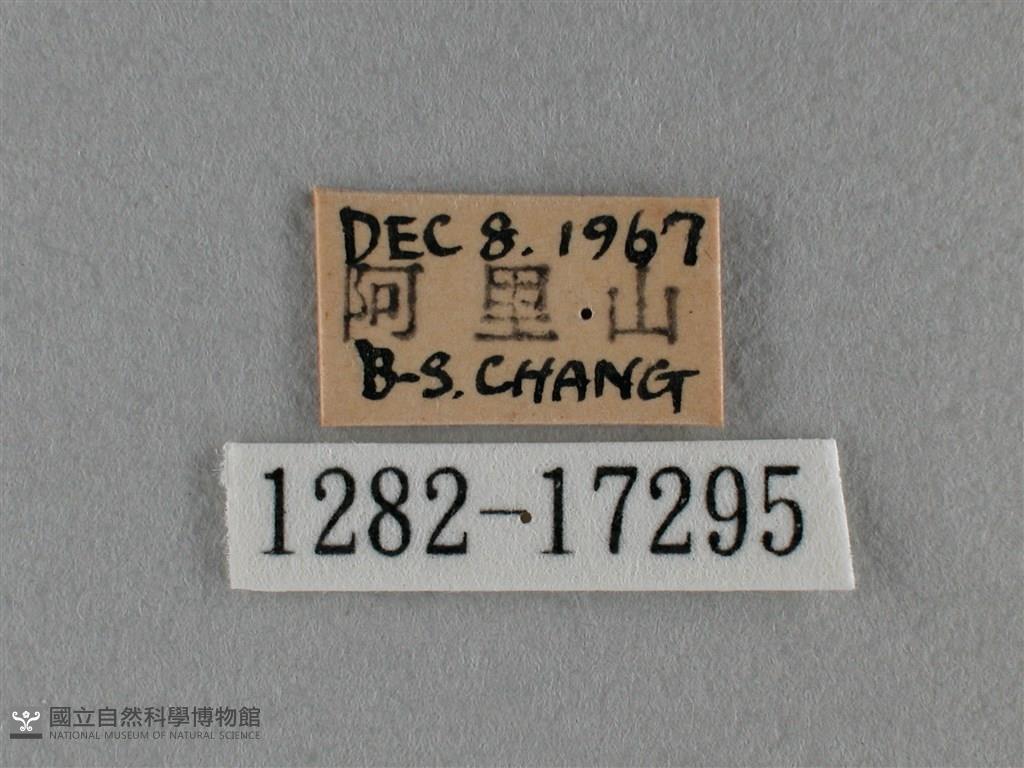 DEC 8. 1967
阿里山
B-S. CHANG
1282-17295
國立自然科學博物館
NATIONAL MUSEUM OF NATURAL SCIENCE